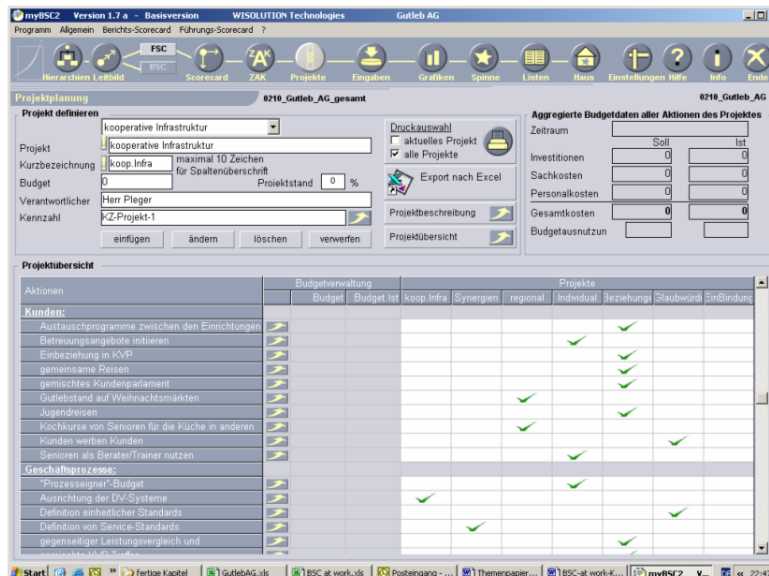 myBSC2 Version 1.7 a - Basisversion WISOLUTION Technologies Gutleb AG
Programm Allgemein Berichts-Scorecard Führungs-Scorecard ?
FSC
BSC
ZAK
Hierarchien Leitbild Scorecard ZAK Projekte Eingaben Grafiken Spinne Listen Haus Einstellungen Hilfe Info Ende
Projektplanung 0210_Gutleb_AG_gesamt 0210_Gutleb_AG
Projekt definieren
kooperative Infrastruktur
Projekt kooperative Infrastruktur
Kurzbezeichnung koop.Infra maximal 10 Zeichen
für Spaltenüberschrift
Budget 0 Projektstand 0 %
Verantwortlicher Herr Pleger
Kennzahl KZ-Projekt-1
einfügen ändern löschen verwerfen
Druckauswahl
aktuelles Projekt
alle Projekte
Export nach Excel
Projektbeschreibung
Projektübersicht
Aggregierte Budgetdaten aller Aktionen des Projektes
Zeitraum
Soll Ist
Investitionen 0 0
Sachkosten 0 0
Personalkosten 0 0
Gesamtkosten 0 0
Budgetausnutzun
Projektübersicht
Aktionen Budgetverwaltung Projekte
Budget Budget Ist koop.Infra Synergien regional Individual Beziehunge Glaubwürdi EinBindung
Kunden:
Austauschprogramme zwischen den Einrichtungen
Betreuungsangebote initiieren
Einbeziehung in KVP
gemeinsame Reisen
gemischtes Kundenparlament
Gutlebstand auf Weihnachtsmärkten
Jugendreisen
Kochkurse von Senioren für die Küche in anderen
Kunden werben Kunden
Senioren als Berater/Trainer nutzen
Geschäftsprozesse:
"Prozesseigner"-Budget
Ausrichtung der DV-Systeme
Definition einheitlicher Standards
Definition von Service-Standards
gegenseitiger Leistungsvergleich und
Start » fertige Kapitel GutlebAG.xls BSC at work.xls Posteingang - ... Themenpapier... BSC-at work-K... myBSC2 V... « 22:4